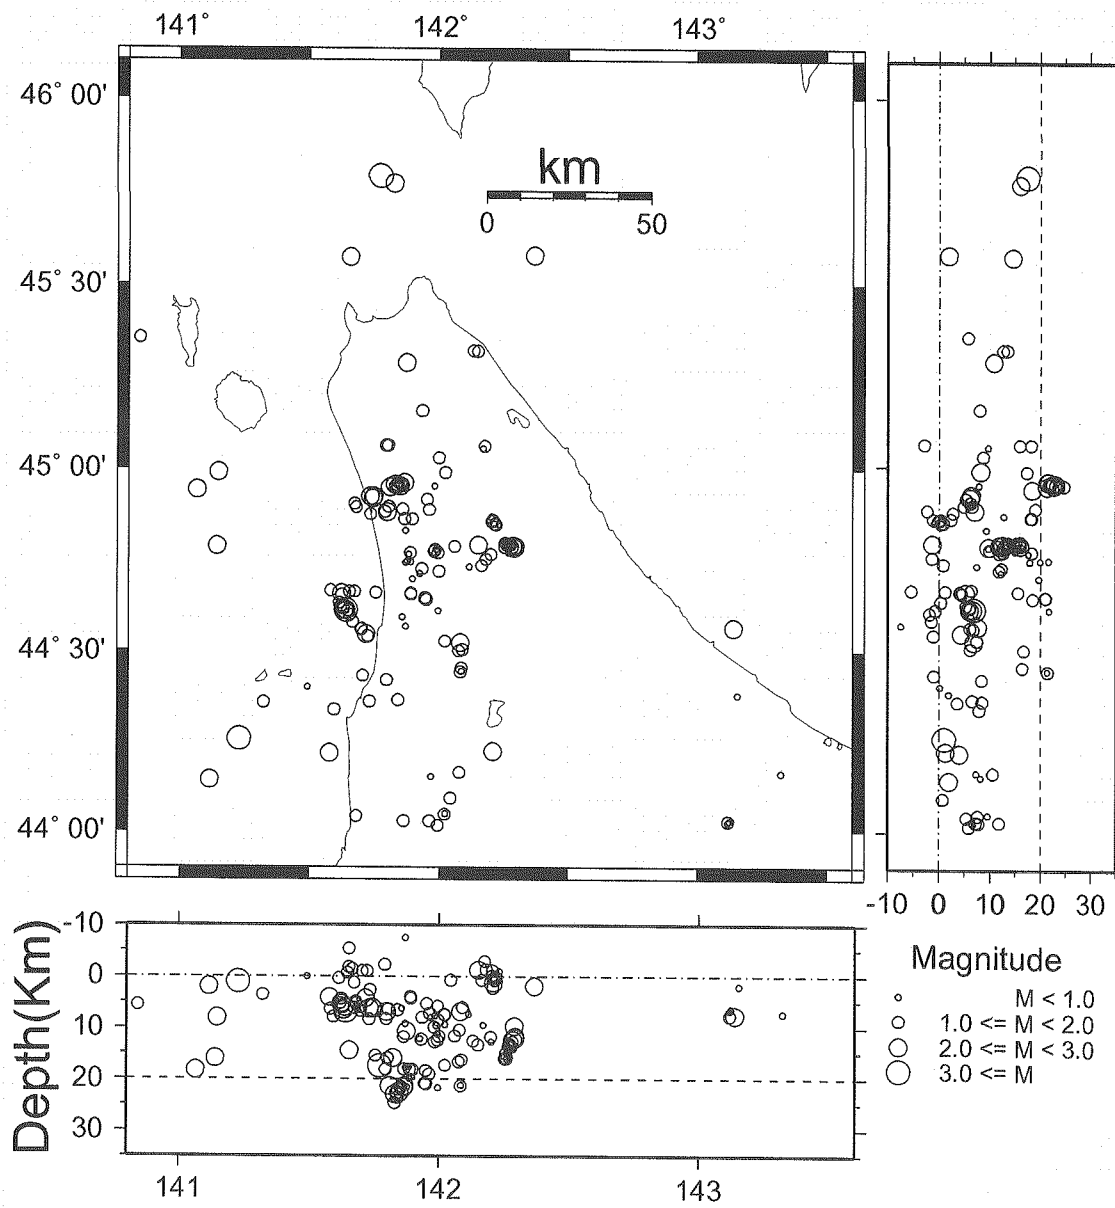 141° 142° 143°
46° 00'
km
0 50
45° 30'
45° 00'
44° 30'
44° 00'
-10 0 10 20 30
-10
0
10
20
30
Depth(Km)
141 142 143
Magnitude
M < 1.0
1.0 <= M < 2.0
2.0 <= M < 3.0
3.0 <= M